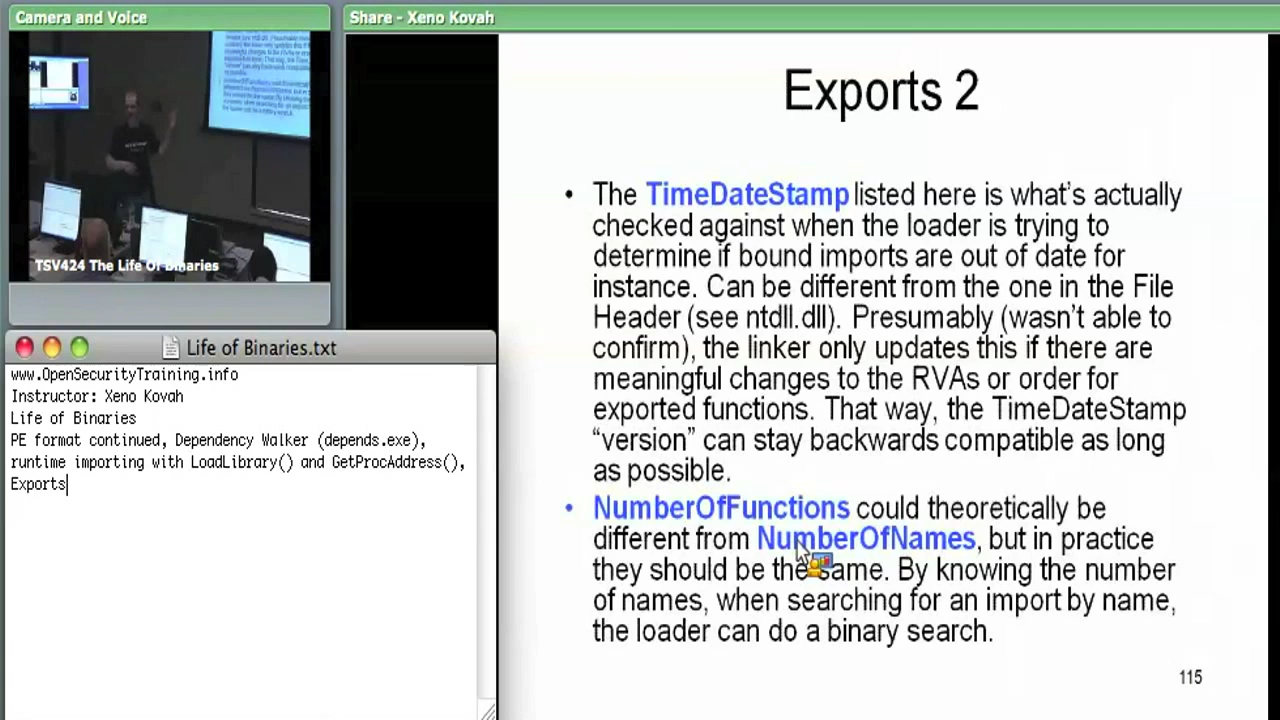 Camera and Voice
Share - Xeno Kovah
TSV424 The Life Of Binaries
Life of Binaries.txt
www.OpenSecurityTraining.info
Instructor: Xeno Kovah
Life of Binaries
PE format continued, Dependency Walker (depends.exe),
runtime importing with LoadLibrary() and GetProcAddress(),
Exports
Exports 2
• The TimeDateStamp listed here is what's actually
checked against when the loader is trying to
determine if bound imports are out of date for
instance. Can be different from the one in the File
Header (see ntdll.dll). Presumably (wasn't able to
confirm), the linker only updates this if there are
meaningful changes to the RVAs or order for
exported functions. That way, the TimeDateStamp
“version” can stay backwards compatible as long
as possible.
• NumberOfFunctions could theoretically be
different from NumberOfNames, but in practice
they should be the same. By knowing the number
of names, when searching for an import by name,
the loader can do a binary search.
115